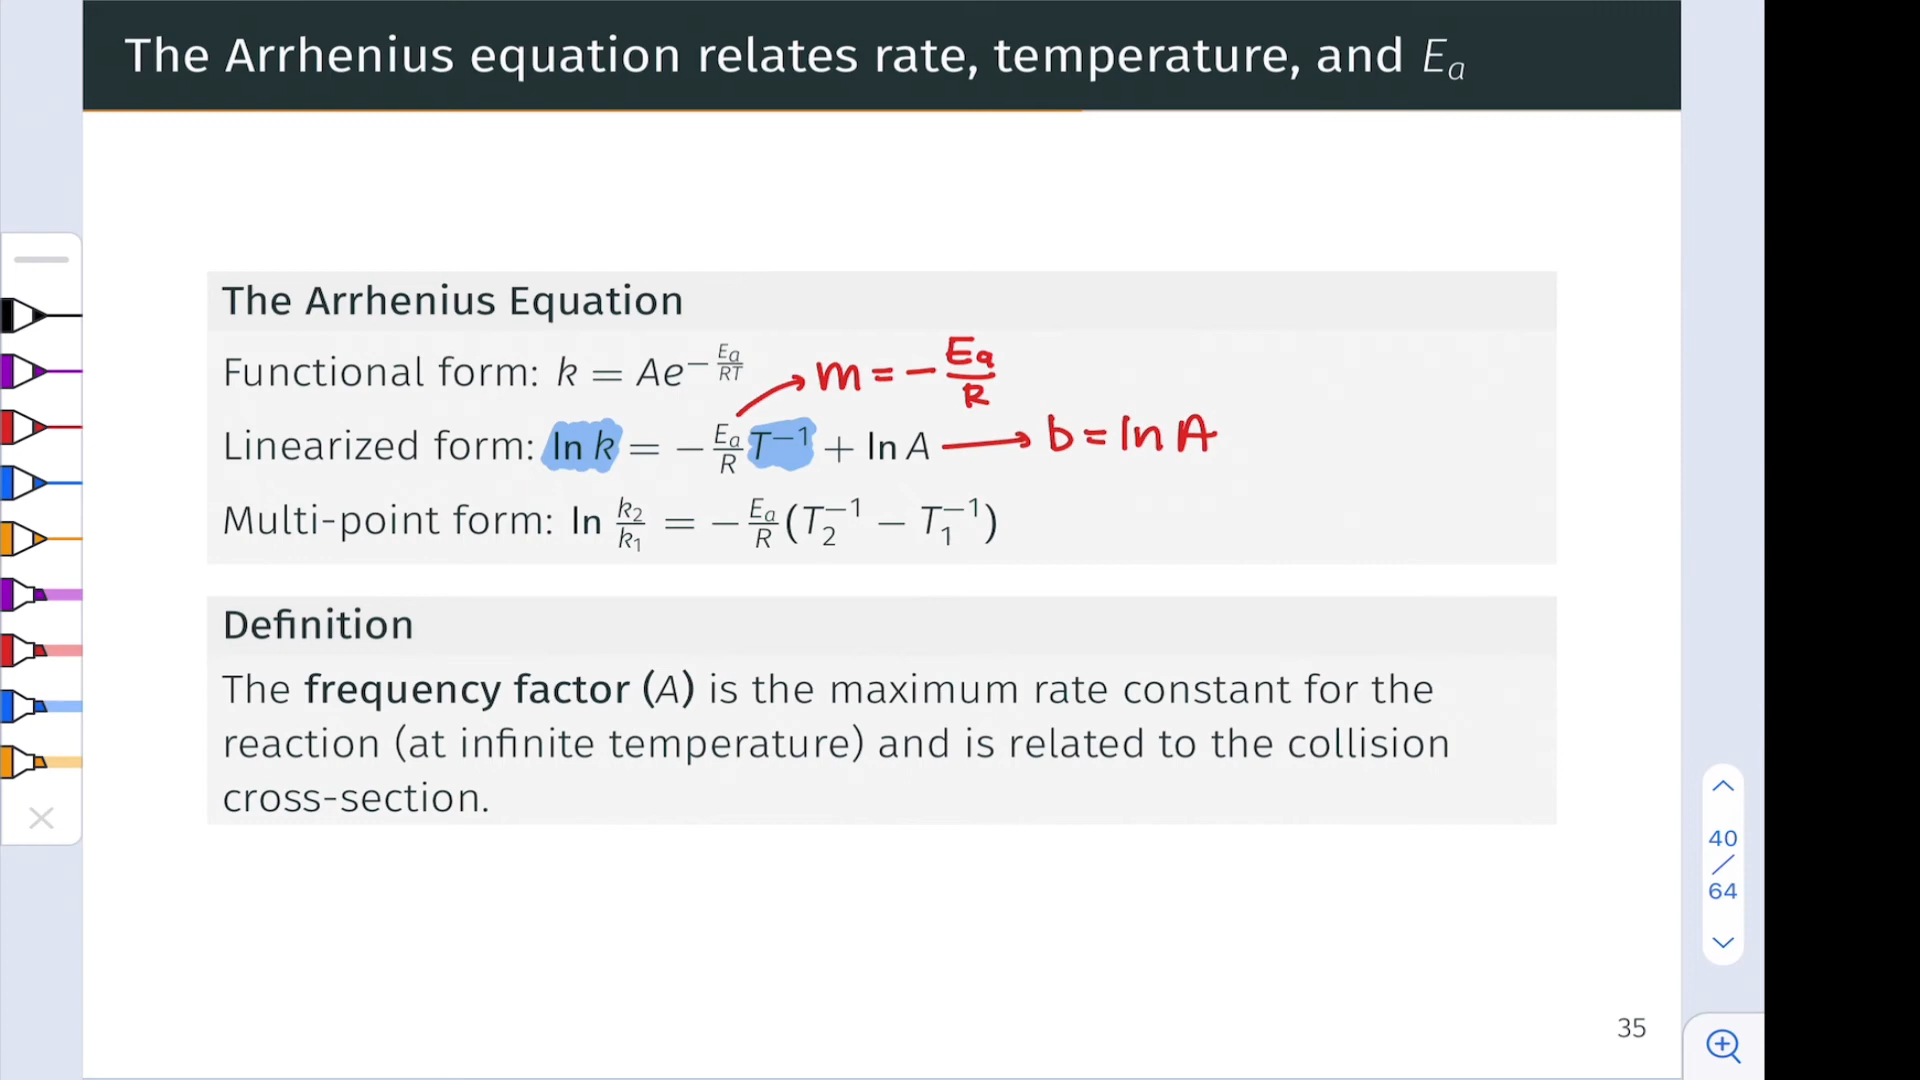 The Arrhenius equation relates rate, temperature, and Eₐ
The Arrhenius Equation
Functional form: k = Ae^(−Eₐ/RT)
m = − Eₐ/R
Linearized form: ln k = −(Eₐ/R) T⁻¹ + ln A
b = ln A
Multi-point form: ln k₂/k₁ = −(Eₐ/R)(T₂⁻¹ − T₁⁻¹)
Definition
The frequency factor (A) is the maximum rate constant for the
reaction (at infinite temperature) and is related to the collision
cross-section.
40
/
64
35